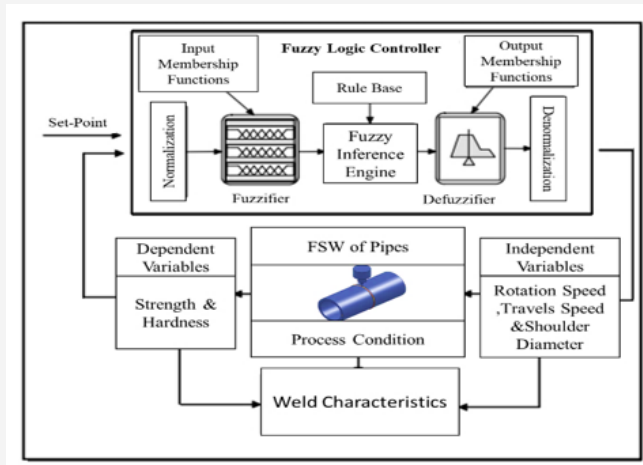 Input
Membership
Functions
Fuzzy Logic Controller
Output
Membership
Functions
Rule Base
Set-Point
Normalization
Fuzzy
Inference
Engine
Denormalization
Fuzzifier
Defuzzifier
Dependent
Variables
FSW of Pipes
Independent
Variables
Strength &
Hardness
Rotation Speed
,Travels Speed
&Shoulder
Diameter
Process Condition
Weld Characteristics